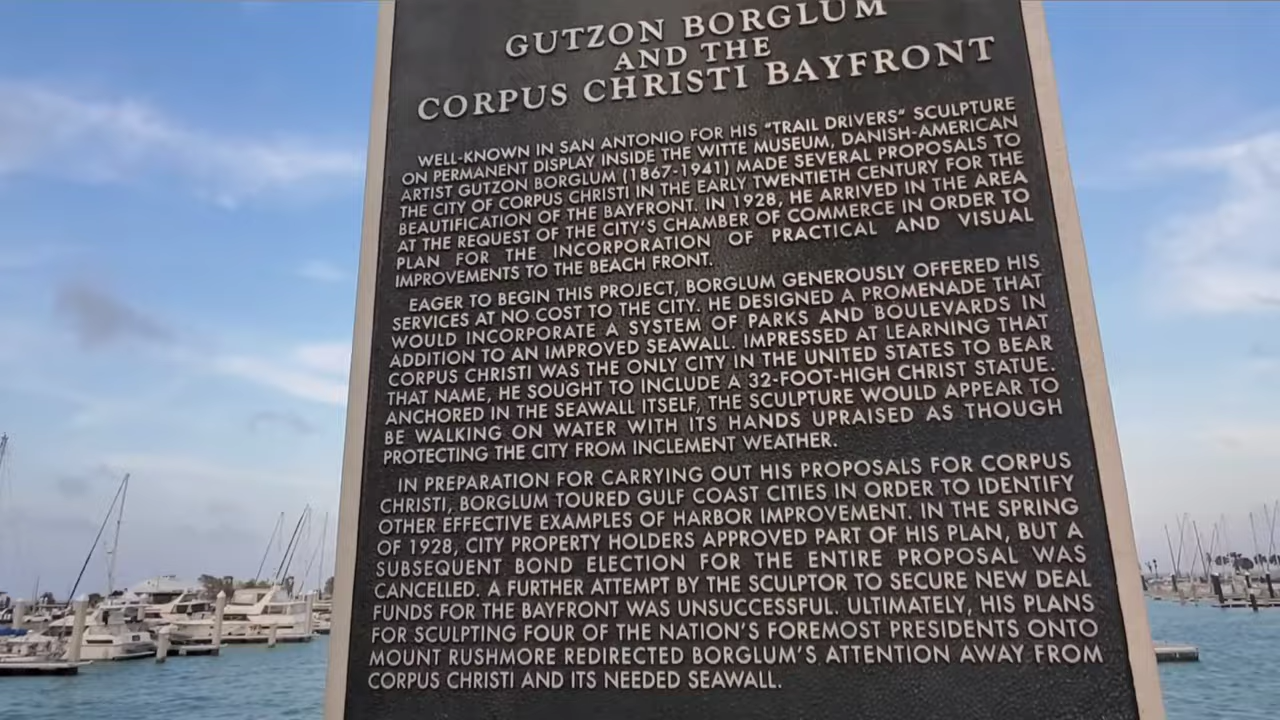 GUTZON BORGLUM
AND THE
CORPUS CHRISTI BAYFRONT
WELL-KNOWN IN SAN ANTONIO FOR HIS "TRAIL DRIVERS" SCULPTURE
ON PERMANENT DISPLAY INSIDE THE WITTE MUSEUM, DANISH-AMERICAN
ARTIST GUTZON BORGLUM (1867-1941) MADE SEVERAL PROPOSALS TO
THE CITY OF CORPUS CHRISTI IN THE EARLY TWENTIETH CENTURY FOR THE
BEAUTIFICATION OF THE BAYFRONT. IN 1928, HE ARRIVED IN THE AREA
AT THE REQUEST OF THE CITY'S CHAMBER OF COMMERCE IN ORDER TO
PLAN FOR THE INCORPORATION OF PRACTICAL AND VISUAL
IMPROVEMENTS TO THE BEACH FRONT.
EAGER TO BEGIN THIS PROJECT, BORGLUM GENEROUSLY OFFERED HIS
SERVICES AT NO COST TO THE CITY. HE DESIGNED A PROMENADE THAT
WOULD INCORPORATE A SYSTEM OF PARKS AND BOULEVARDS IN
ADDITION TO AN IMPROVED SEAWALL. IMPRESSED AT LEARNING THAT
CORPUS CHRISTI WAS THE ONLY CITY IN THE UNITED STATES TO BEAR
THAT NAME, HE SOUGHT TO INCLUDE A 32-FOOT-HIGH CHRIST STATUE.
ANCHORED IN THE SEAWALL ITSELF, THE SCULPTURE WOULD APPEAR TO
BE WALKING ON WATER WITH ITS HANDS UPRAISED AS THOUGH
PROTECTING THE CITY FROM INCLEMENT WEATHER.
IN PREPARATION FOR CARRYING OUT HIS PROPOSALS FOR CORPUS
CHRISTI, BORGLUM TOURED GULF COAST CITIES IN ORDER TO IDENTIFY
OTHER EFFECTIVE EXAMPLES OF HARBOR IMPROVEMENT. IN THE SPRING
OF 1928, CITY PROPERTY HOLDERS APPROVED PART OF HIS PLAN, BUT A
SUBSEQUENT BOND ELECTION FOR THE ENTIRE PROPOSAL WAS
CANCELLED. A FURTHER ATTEMPT BY THE SCULPTOR TO SECURE NEW DEAL
FUNDS FOR THE BAYFRONT WAS UNSUCCESSFUL. ULTIMATELY, HIS PLANS
FOR SCULPTING FOUR OF THE NATION'S FOREMOST PRESIDENTS ONTO
MOUNT RUSHMORE REDIRECTED BORGLUM'S ATTENTION AWAY FROM
CORPUS CHRISTI AND ITS NEEDED SEAWALL.